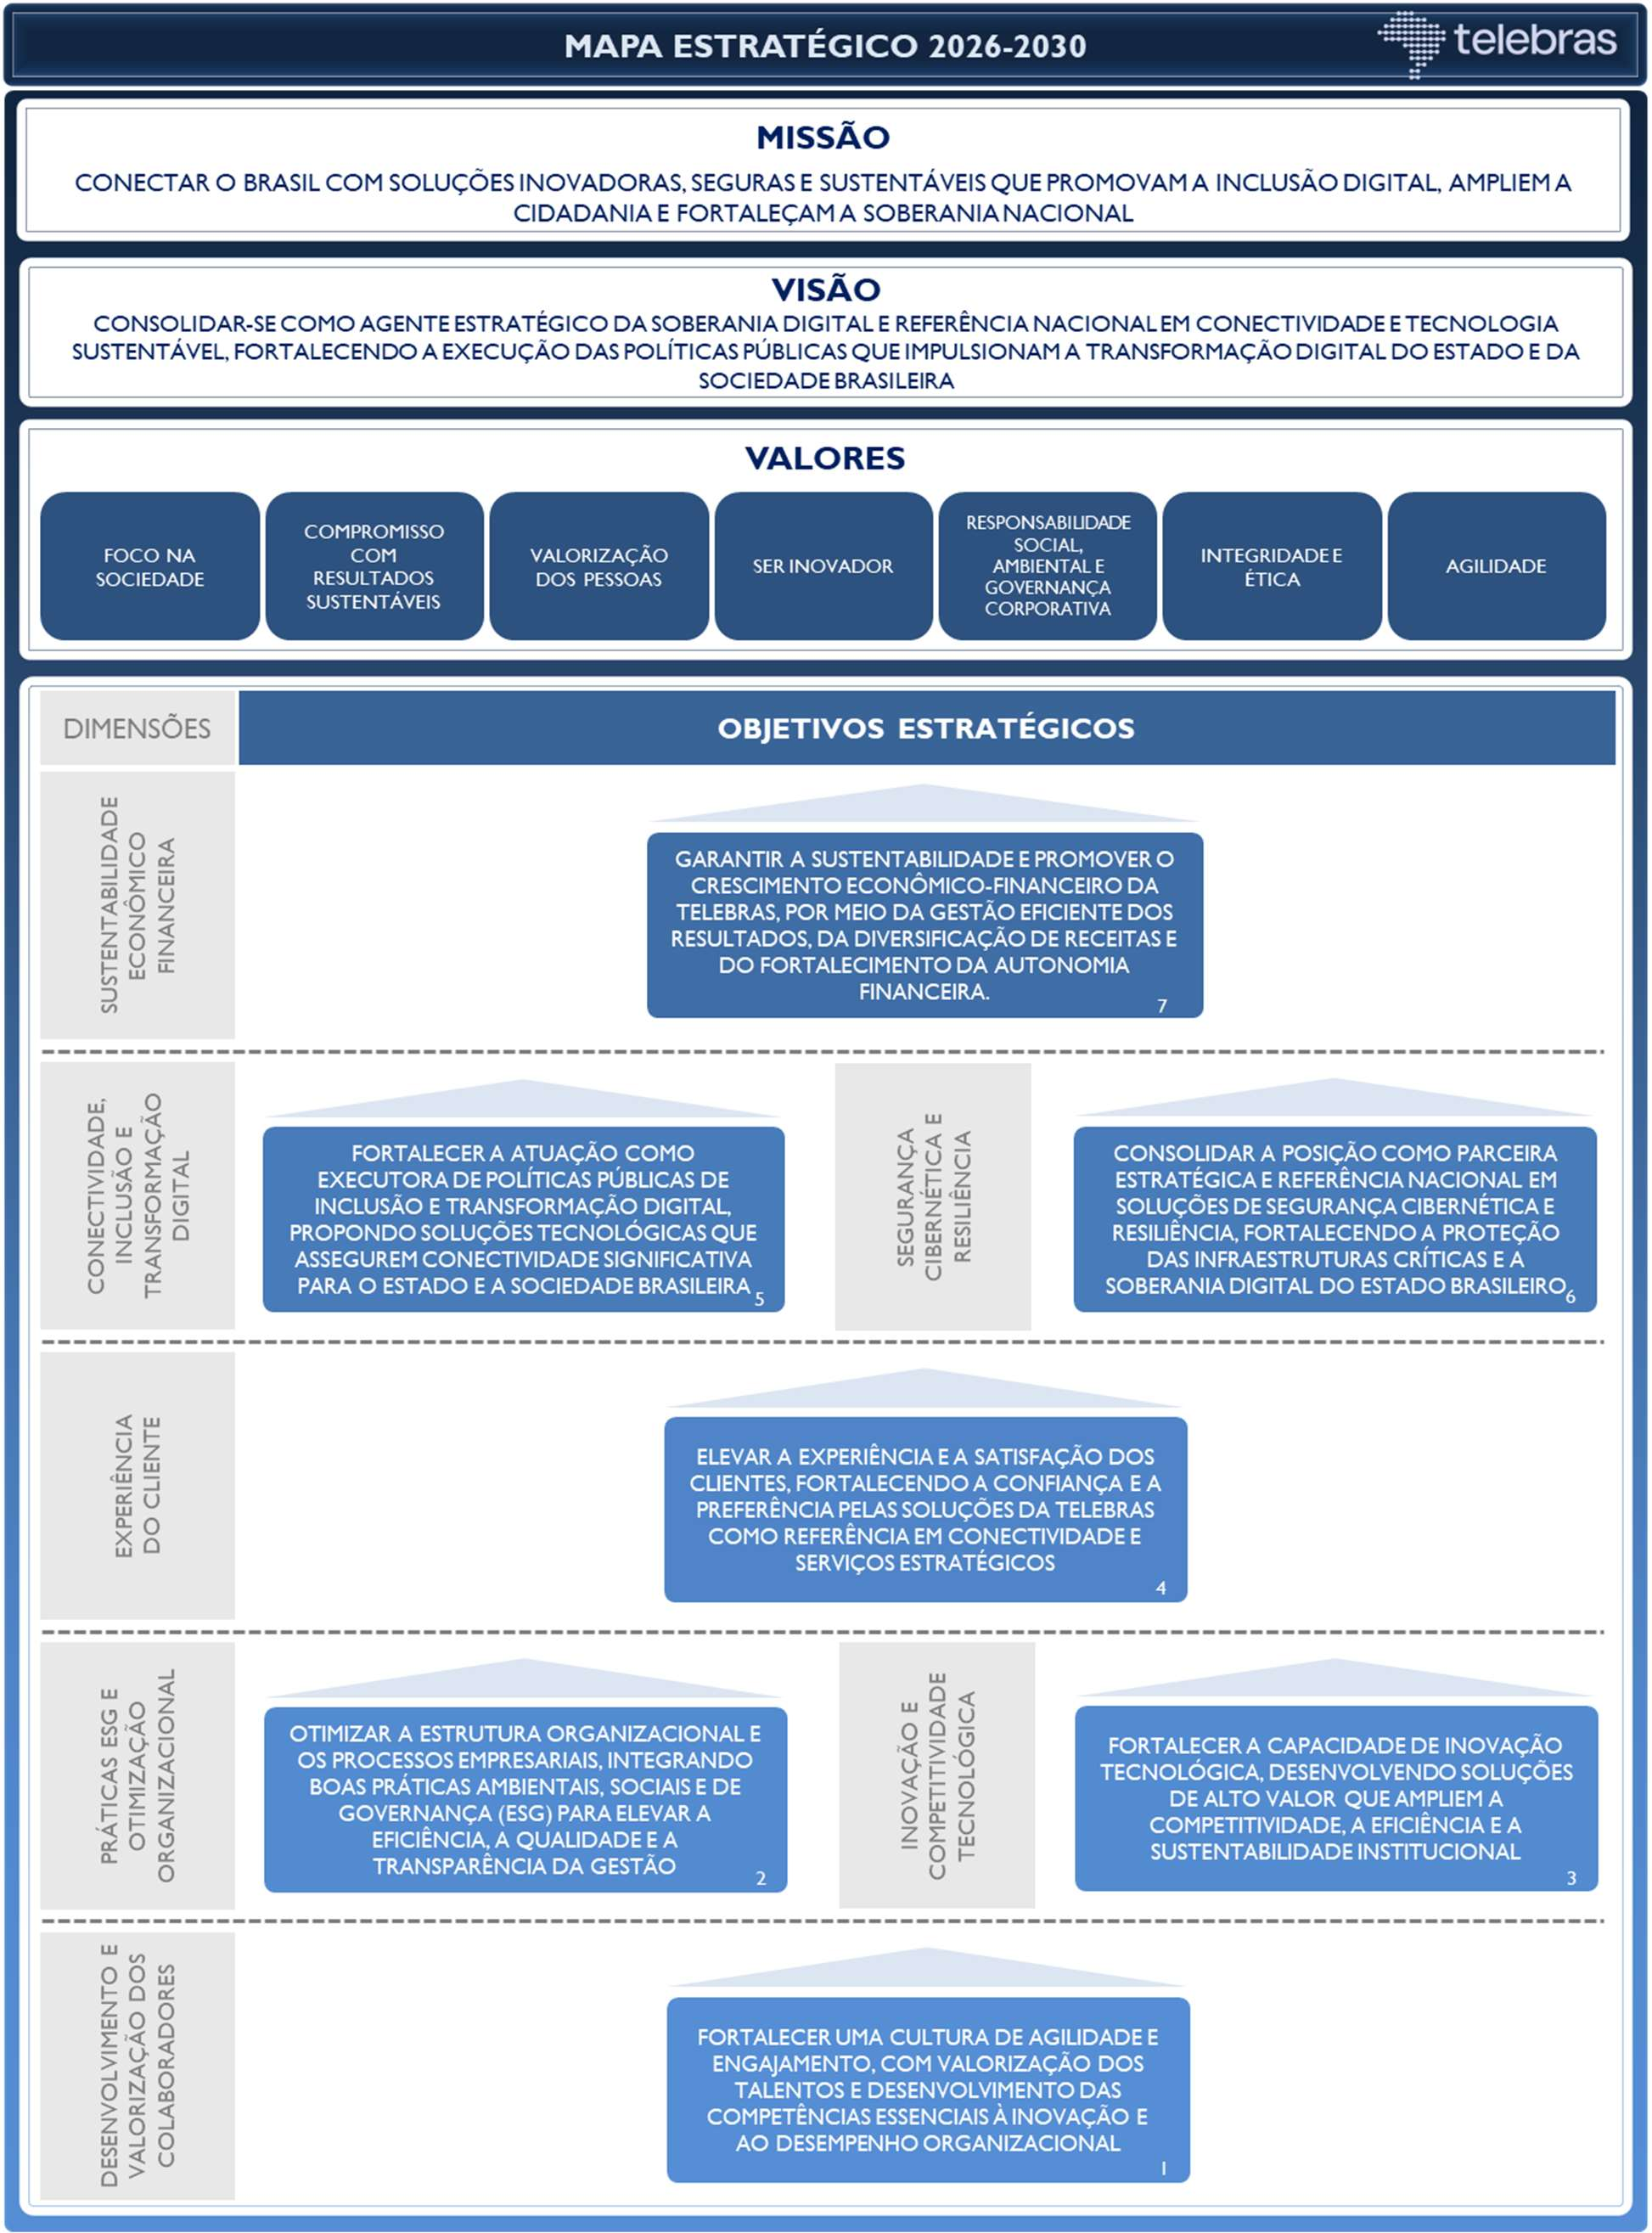 MAPA ESTRATÉGICO 2026-2030
telebras
MISSÃO
CONECTAR O BRASIL COM SOLUÇÕES INOVADORAS, SEGURAS E SUSTENTÁVEIS QUE PROMOVAM A INCLUSÃO DIGITAL, AMPLIEM A
CIDADANIA E FORTALEÇAM A SOBERANIA NACIONAL
VISÃO
CONSOLIDAR-SE COMO AGENTE ESTRATÉGICO DA SOBERANIA DIGITAL E REFERÊNCIA NACIONAL EM CONECTIVIDADE E TECNOLOGIA
SUSTENTÁVEL, FORTALECENDO A EXECUÇÃO DAS POLÍTICAS PÚBLICAS QUE IMPULSIONAM A TRANSFORMAÇÃO DIGITAL DO ESTADO E DA
SOCIEDADE BRASILEIRA
VALORES
FOCO NA
SOCIEDADE
COMPROMISSO
COM
RESULTADOS
SUSTENTÁVEIS
VALORIZAÇÃO
DOS PESSOAS
SER INOVADOR
RESPONSABILIDADE
SOCIAL,
AMBIENTAL E
GOVERNANÇA
CORPORATIVA
INTEGRIDADE E
ÉTICA
AGILIDADE
DIMENSÕES
OBJETIVOS ESTRATÉGICOS
SUSTENTABILIDADE
ECONÔMICO
FINANCEIRA
GARANTIR A SUSTENTABILIDADE E PROMOVER O
CRESCIMENTO ECONÔMICO-FINANCEIRO DA
TELEBRAS, POR MEIO DA GESTÃO EFICIENTE DOS
RESULTADOS, DA DIVERSIFICAÇÃO DE RECEITAS E
DO FORTALECIMENTO DA AUTONOMIA
FINANCEIRA.
7
CONECTIVIDADE,
INCLUSÃO E
TRANSFORMAÇÃO
DIGITAL
FORTALECER A ATUAÇÃO COMO
EXECUTORA DE POLÍTICAS PÚBLICAS DE
INCLUSÃO E TRANSFORMAÇÃO DIGITAL,
PROPONDO SOLUÇÕES TECNOLÓGICAS QUE
ASSEGUREM CONECTIVIDADE SIGNIFICATIVA
PARA O ESTADO E A SOCIEDADE BRASILEIRA
5
SEGURANÇA
CIBERNÉTICA E
RESILIÊNCIA
CONSOLIDAR A POSIÇÃO COMO PARCEIRA
ESTRATÉGICA E REFERÊNCIA NACIONAL EM
SOLUÇÕES DE SEGURANÇA CIBERNÉTICA E
RESILIÊNCIA, FORTALECENDO A PROTEÇÃO
DAS INFRAESTRUTURAS CRÍTICAS E A
SOBERANIA DIGITAL DO ESTADO BRASILEIRO
6
EXPERIÊNCIA
DO CLIENTE
ELEVAR A EXPERIÊNCIA E A SATISFAÇÃO DOS
CLIENTES, FORTALECENDO A CONFIANÇA E A
PREFERÊNCIA PELAS SOLUÇÕES DA TELEBRAS
COMO REFERÊNCIA EM CONECTIVIDADE E
SERVIÇOS ESTRATÉGICOS
4
PRÁTICAS ESG E
OTIMIZAÇÃO
ORGANIZACIONAL
OTIMIZAR A ESTRUTURA ORGANIZACIONAL E
OS PROCESSOS EMPRESARIAIS, INTEGRANDO
BOAS PRÁTICAS AMBIENTAIS, SOCIAIS E DE
GOVERNANÇA (ESG) PARA ELEVAR A
EFICIÊNCIA, A QUALIDADE E A
TRANSPARÊNCIA DA GESTÃO
2
INOVAÇÃO E
COMPETITIVIDADE
TECNOLÓGICA
FORTALECER A CAPACIDADE DE INOVAÇÃO
TECNOLÓGICA, DESENVOLVENDO SOLUÇÕES
DE ALTO VALOR QUE AMPLIEM A
COMPETITIVIDADE, A EFICIÊNCIA E A
SUSTENTABILIDADE INSTITUCIONAL
3
DESENVOLVIMENTO E
VALORIZAÇÃO DOS
COLABORADORES
FORTALECER UMA CULTURA DE AGILIDADE E
ENGAJAMENTO, COM VALORIZAÇÃO DOS
TALENTOS E DESENVOLVIMENTO DAS
COMPETÊNCIAS ESSENCIAIS À INOVAÇÃO E
AO DESEMPENHO ORGANIZACIONAL
1